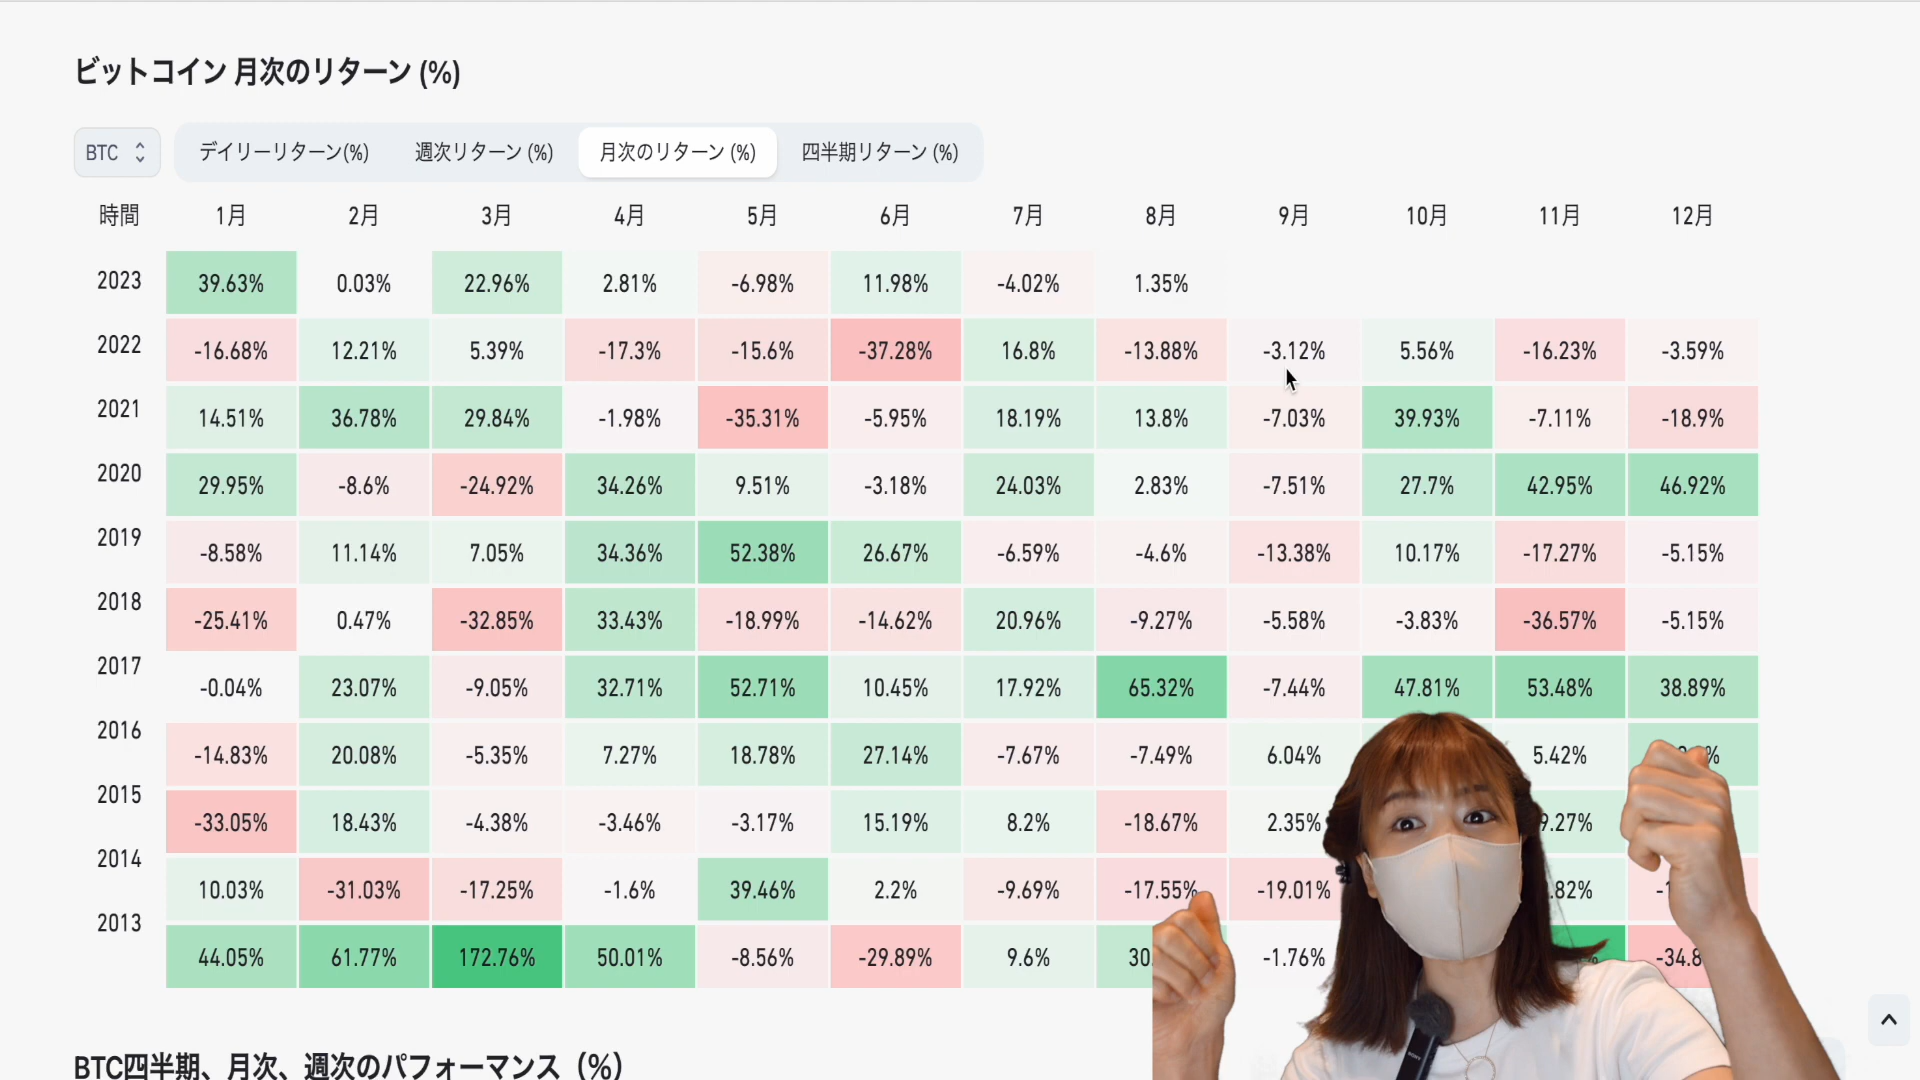 ビットコイン 月次のリターン (%)
BTC デイリーリターン(%) 週次リターン (%) 月次のリターン (%) 四半期リターン (%)
時間 1月 2月 3月 4月 5月 6月 7月 8月 9月 10月 11月 12月
2023 39.63% 0.03% 22.96% 2.81% -6.98% 11.98% -4.02% 1.35%
2022 -16.68% 12.21% 5.39% -17.3% -15.6% -37.28% 16.8% -13.88% -3.12% 5.56% -16.23% -3.59%
2021 14.51% 36.78% 29.84% -1.98% -35.31% -5.95% 18.19% 13.8% -7.03% 39.93% -7.11% -18.9%
2020 29.95% -8.6% -24.92% 34.26% 9.51% -3.18% 24.03% 2.83% -7.51% 27.7% 42.95% 46.92%
2019 -8.58% 11.14% 7.05% 34.36% 52.38% 26.67% -6.59% -4.6% -13.38% 10.17% -17.27% -5.15%
2018 -25.41% 0.47% -32.85% 33.43% -18.99% -14.62% 20.96% -9.27% -5.58% -3.83% -36.57% -5.15%
2017 -0.04% 23.07% -9.05% 32.71% 52.71% 10.45% 17.92% 65.32% -7.44% 47.81% 53.48% 38.89%
2016 -14.83% 20.08% -5.35% 7.27% 18.78% 27.14% -7.67% -7.49% 6.04% 5.42%
2015 -33.05% 18.43% -4.38% -3.46% -3.17% 15.19% 8.2% -18.67% 2.35%
2014 10.03% -31.03% -17.25% -1.6% 39.46% 2.2% -9.69% -17.55% -19.01%
2013 44.05% 61.77% 172.76% 50.01% -8.56% -29.89% 9.6% -1.76%
BTC四半期、月次、週次のパフォーマンス（%）
SONY